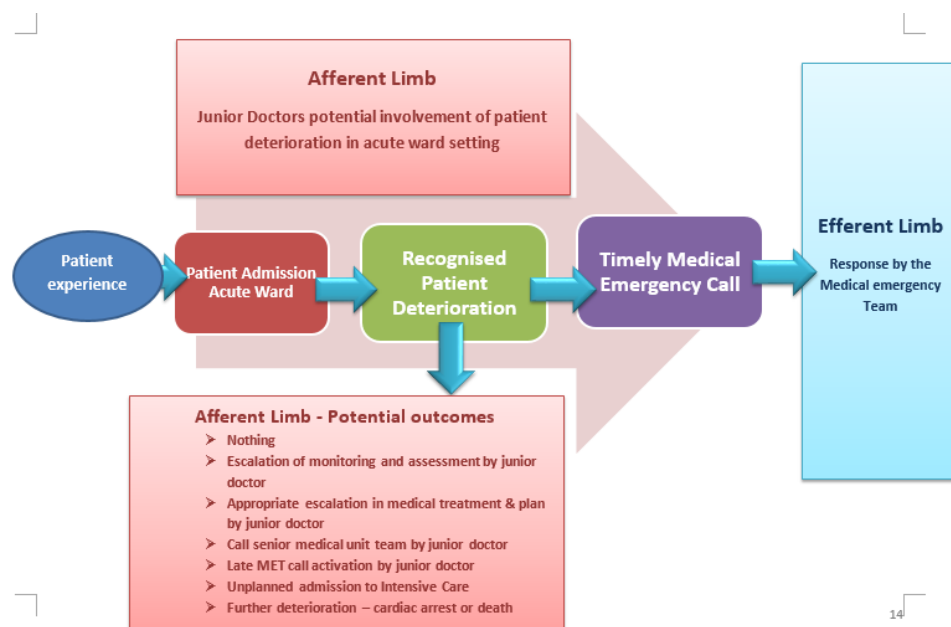 Afferent Limb
Junior Doctors potential involvement of patient
deterioration in acute ward setting
Patient
experience
Patient Admission
Acute Ward
Recognised
Patient
Deterioration
Timely Medical
Emergency Call
Efferent Limb
Response by the
Medical emergency
Team
Afferent Limb - Potential outcomes
➢ Nothing
➢ Escalation of monitoring and assessment by junior
doctor
➢ Appropriate escalation in medical treatment & plan
by junior doctor
➢ Call senior medical unit team by junior doctor
➢ Late MET call activation by junior doctor
➢ Unplanned admission to Intensive Care
➢ Further deterioration – cardiac arrest or death
14